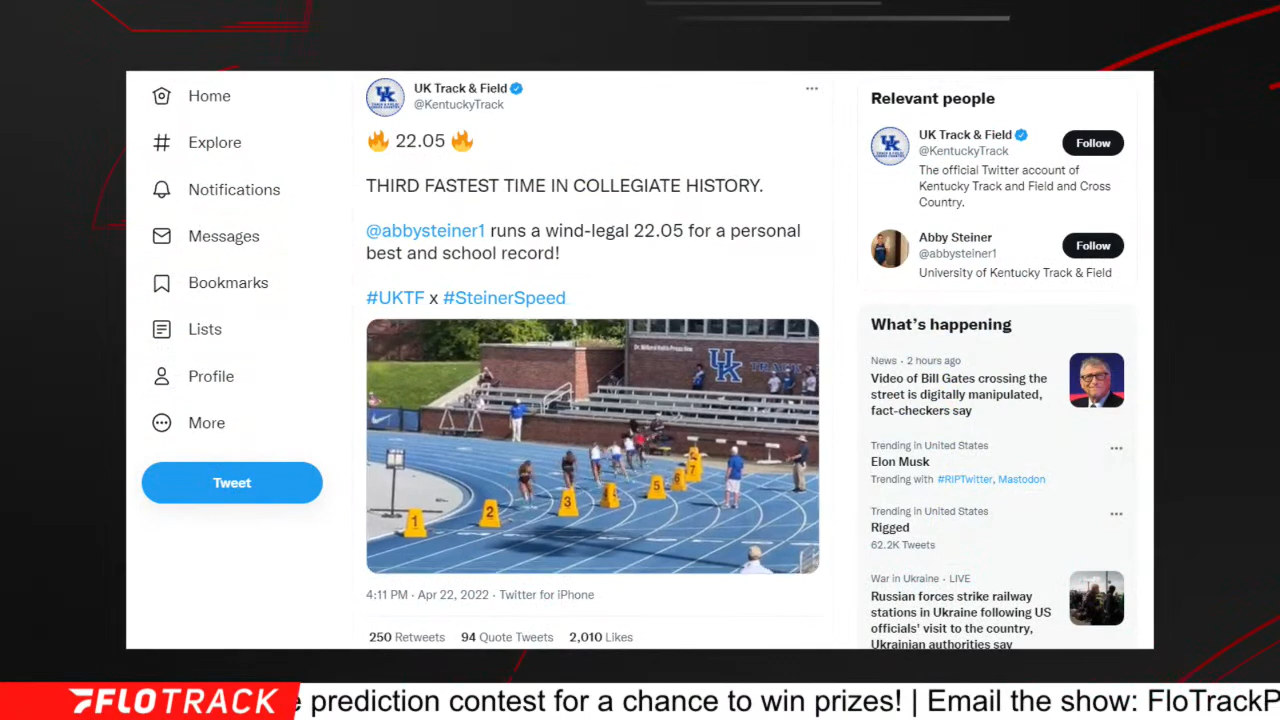 Home
Explore
Notifications
Messages
Bookmarks
Lists
Profile
More
Tweet
UK Track & Field
@KentuckyTrack
🔥 22.05 🔥
THIRD FASTEST TIME IN COLLEGIATE HISTORY.
@abbysteiner1 runs a wind-legal 22.05 for a personal
best and school record!
#UKTF x #SteinerSpeed
UK TRACK
1
2
3
4
5
6
7
4:11 PM · Apr 22, 2022 · Twitter for iPhone
250 Retweets 94 Quote Tweets 2,010 Likes
Relevant people
UK Track & Field
@KentuckyTrack
Follow
The official Twitter account of
Kentucky Track and Field and Cross
Country.
Abby Steiner
@abbysteiner1
Follow
University of Kentucky Track & Field
What's happening
News · 2 hours ago
Video of Bill Gates crossing the
street is digitally manipulated,
fact-checkers say
Trending in United States
Elon Musk
Trending with #RIPTwitter, Mastodon
Trending in United States
Rigged
62.2K Tweets
War in Ukraine · LIVE
Russian forces strike railway
stations in Ukraine following US
officials' visit to the country,
Ukrainian authorities say
FLOTRACK
e prediction contest for a chance to win prizes! | Email the show: FloTrackP